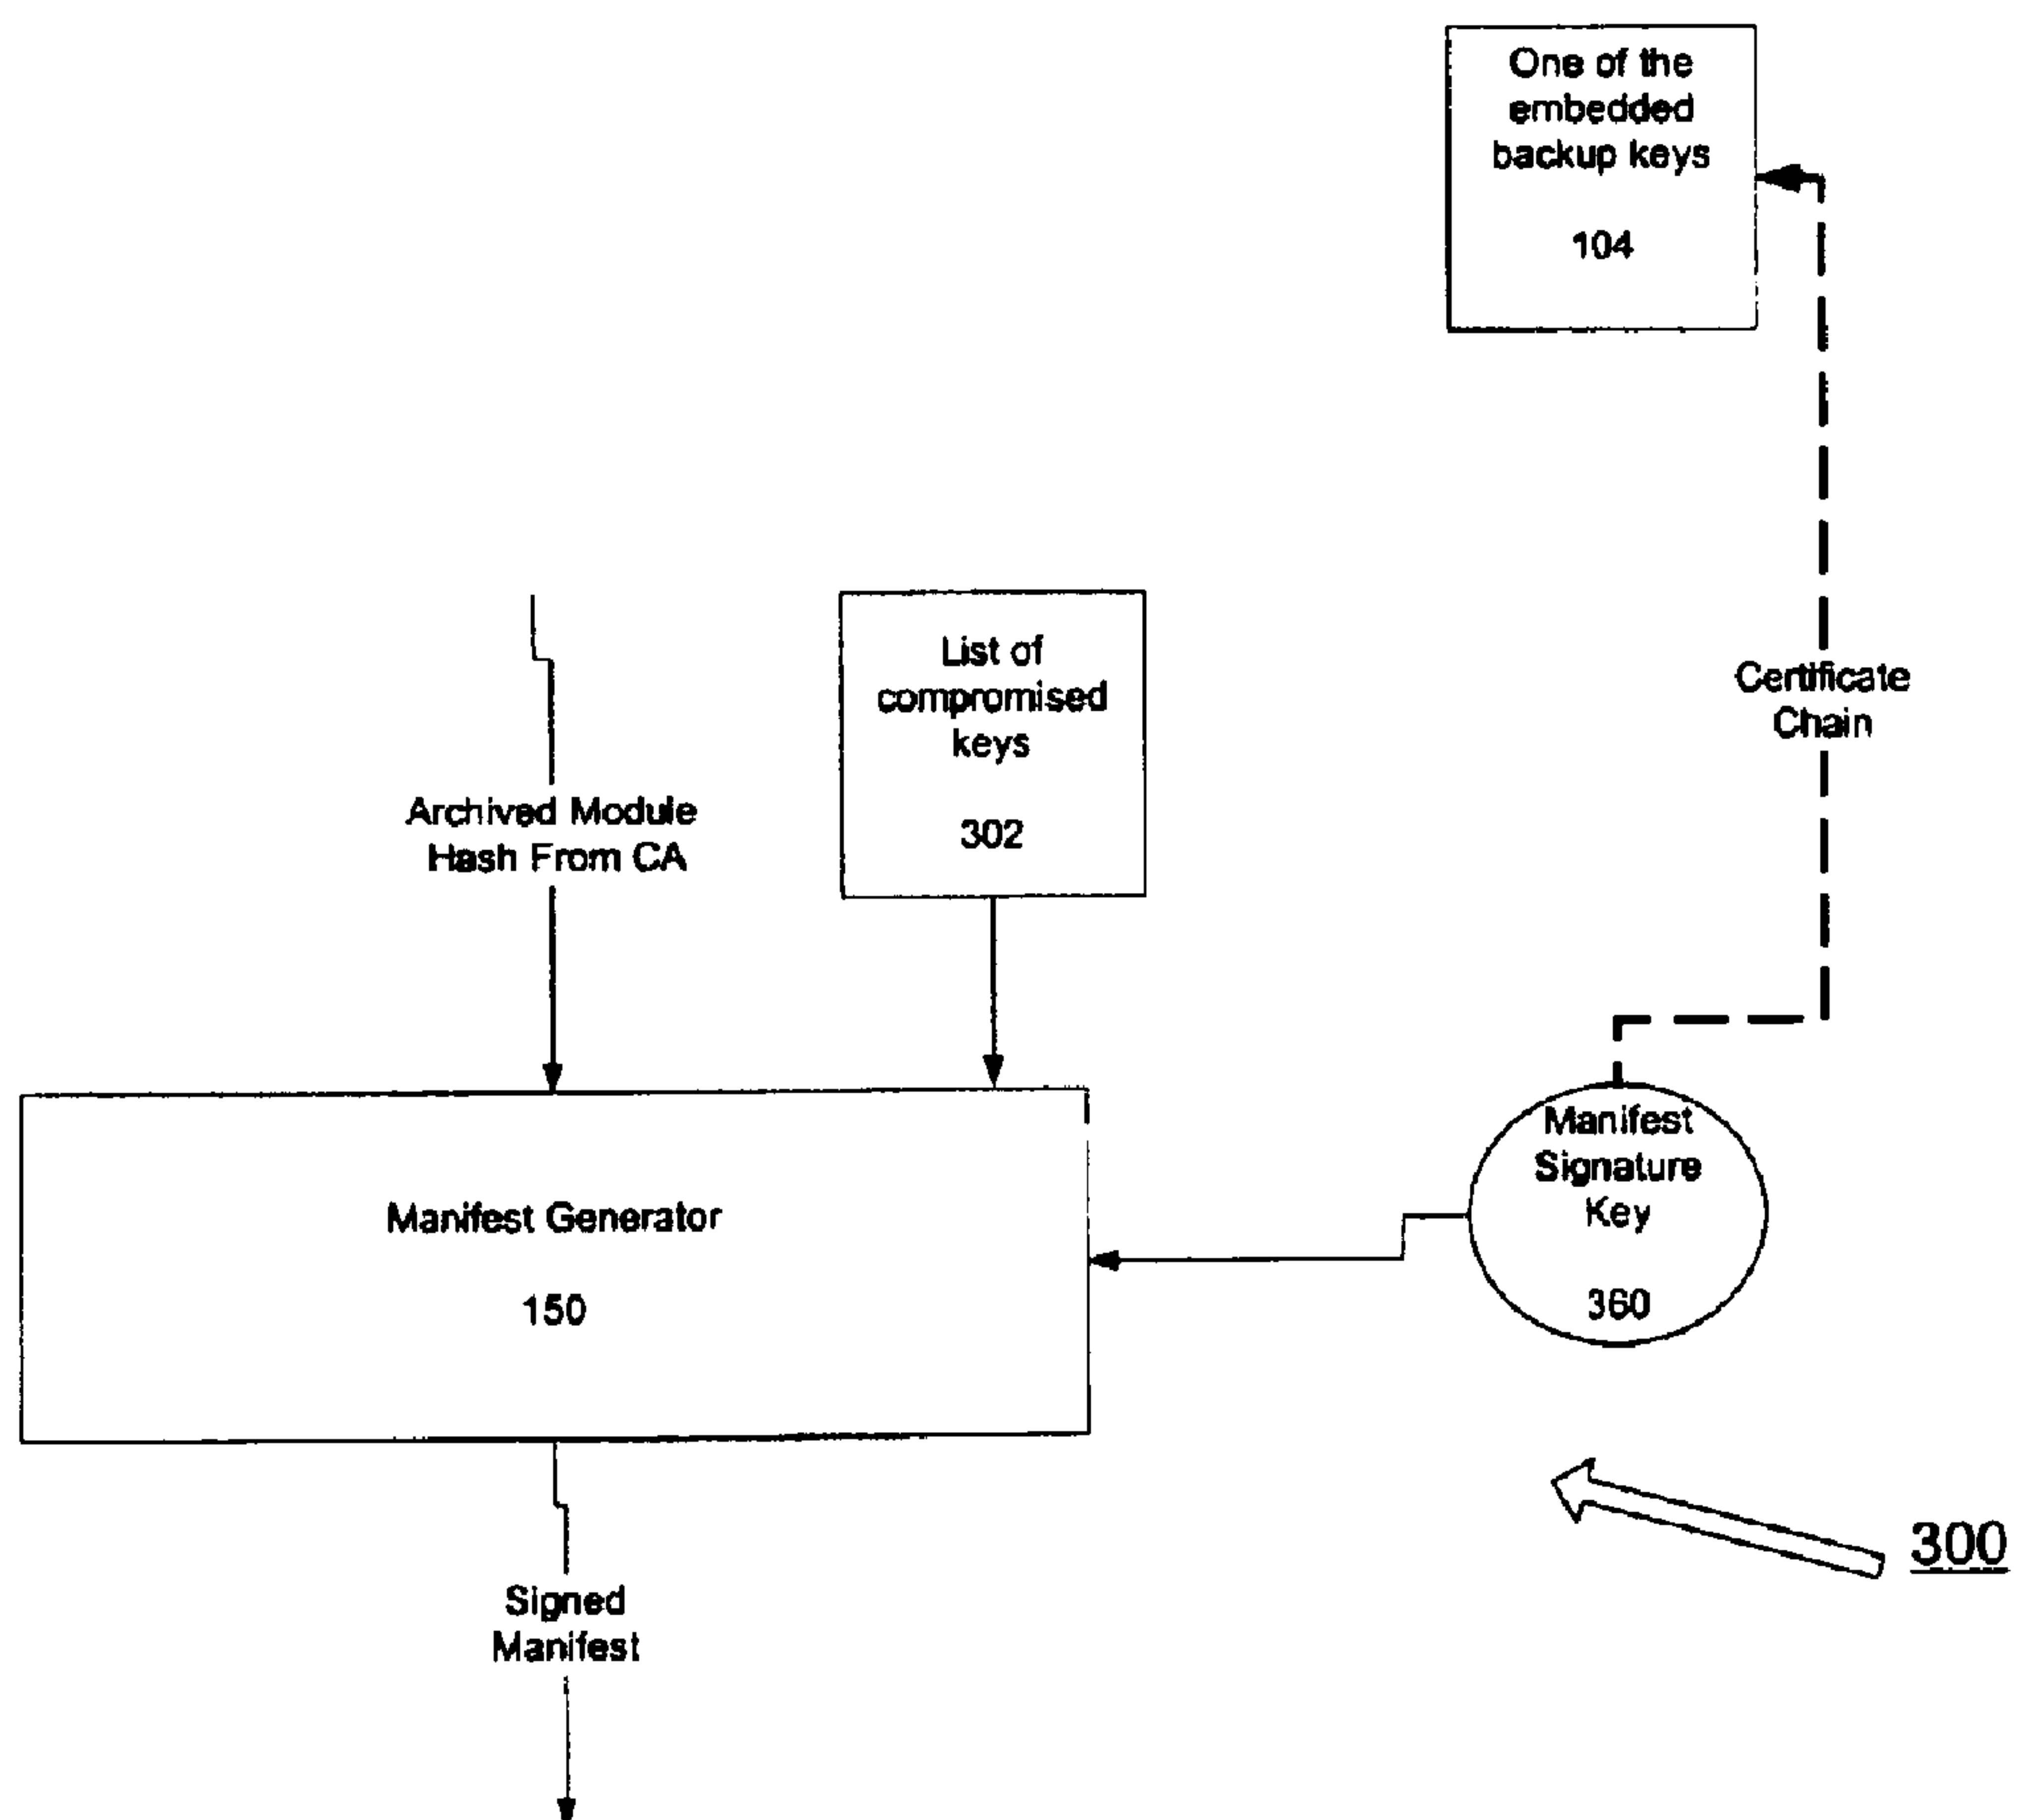 One of the
embedded
backup keys
104
List of
compromised
keys
302
Certificate
Chain
Archived Module
Hash From CA
Manifest
Signature
Key
360
Manifest Generator
150
300
Signed
Manifest